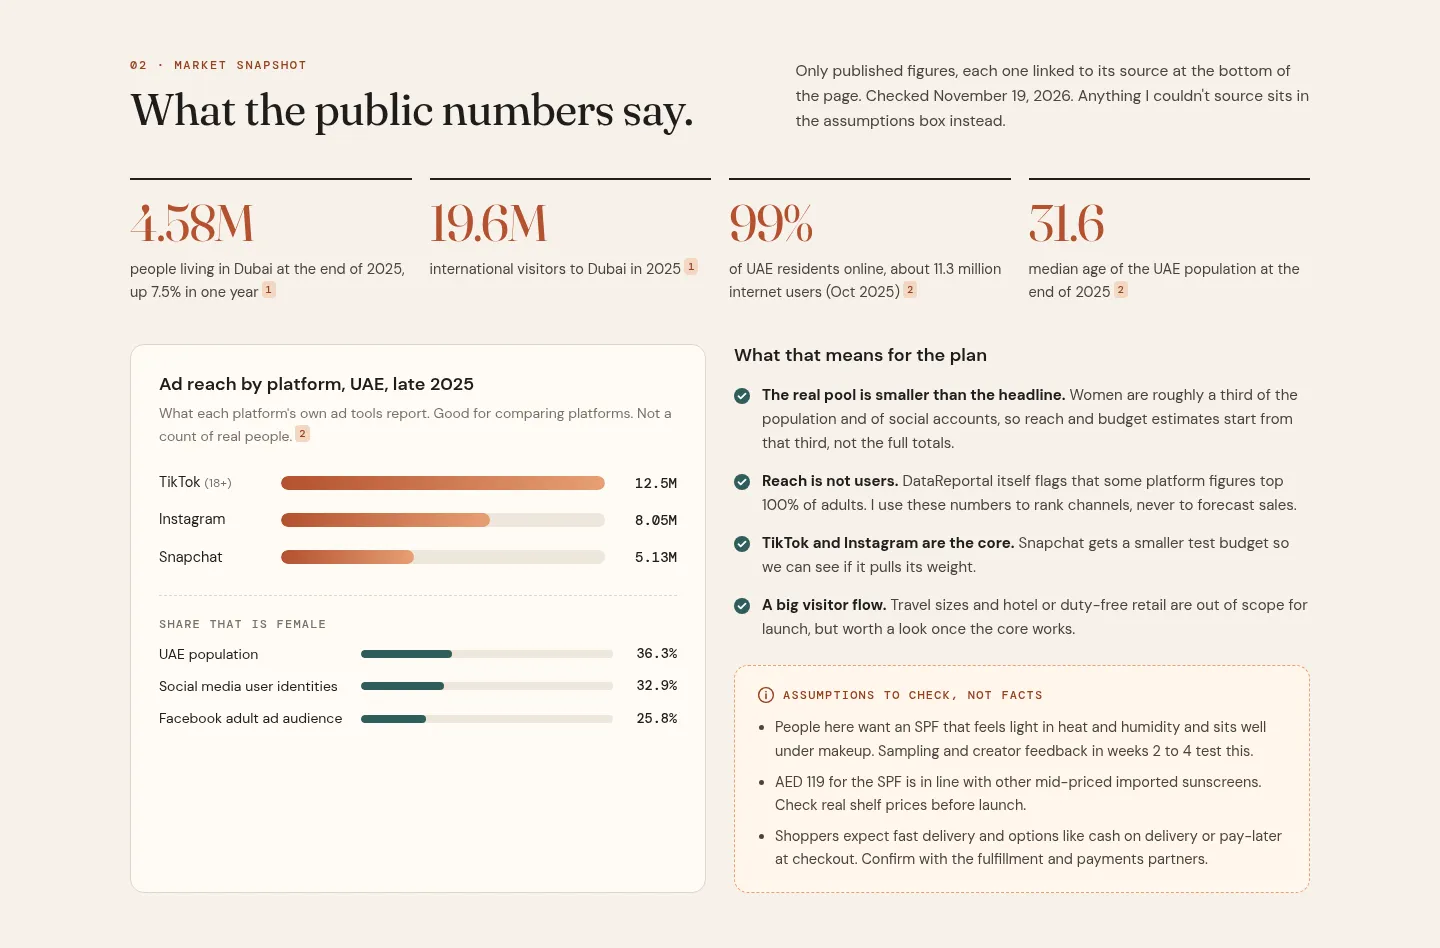 02 · MARKET SNAPSHOT
What the public numbers say.
Only published figures, each one linked to its source at the bottom of
the page. Checked November 19, 2026. Anything I couldn't source sits in
the assumptions box instead.
4.58M
people living in Dubai at the end of 2025,
up 7.5% in one year 1
19.6M
international visitors to Dubai in 2025 1
99%
of UAE residents online, about 11.3 million
internet users (Oct 2025) 2
31.6
median age of the UAE population at the
end of 2025 2
Ad reach by platform, UAE, late 2025
What each platform's own ad tools report. Good for comparing platforms. Not a
count of real people. 2
TikTok (18+) 12.5M
Instagram 8.05M
Snapchat 5.13M
SHARE THAT IS FEMALE
UAE population 36.3%
Social media user identities 32.9%
Facebook adult ad audience 25.8%
What that means for the plan
The real pool is smaller than the headline. Women are roughly a third of the
population and of social accounts, so reach and budget estimates start from
that third, not the full totals.
Reach is not users. DataReportal itself flags that some platform figures top
100% of adults. I use these numbers to rank channels, never to forecast sales.
TikTok and Instagram are the core. Snapchat gets a smaller test budget so
we can see if it pulls its weight.
A big visitor flow. Travel sizes and hotel or duty-free retail are out of scope for
launch, but worth a look once the core works.
ASSUMPTIONS TO CHECK, NOT FACTS
• People here want an SPF that feels light in heat and humidity and sits well
under makeup. Sampling and creator feedback in weeks 2 to 4 test this.
• AED 119 for the SPF is in line with other mid-priced imported sunscreens.
Check real shelf prices before launch.
• Shoppers expect fast delivery and options like cash on delivery or pay-later
at checkout. Confirm with the fulfillment and payments partners.